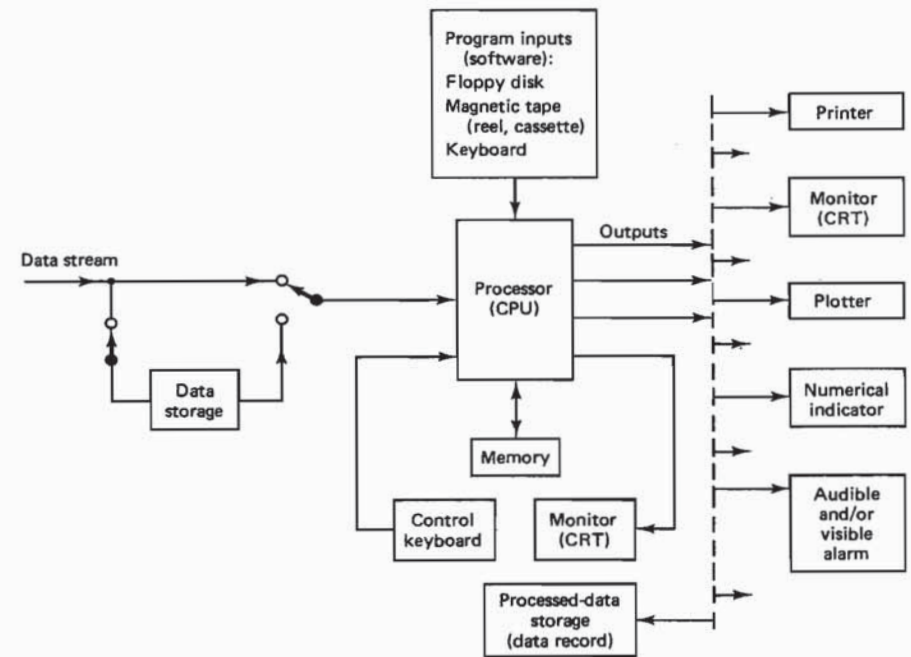 Program inputs
(software):
Floppy disk
Magnetic tape
(reel, cassette)
Keyboard
Printer
Monitor
(CRT)
Outputs
Data stream
Processor
(CPU)
Plotter
Data
storage
Numerical
indicator
Memory
Control
keyboard
Monitor
(CRT)
Audible
and/or
visible
alarm
Processed-data
storage
(data record)